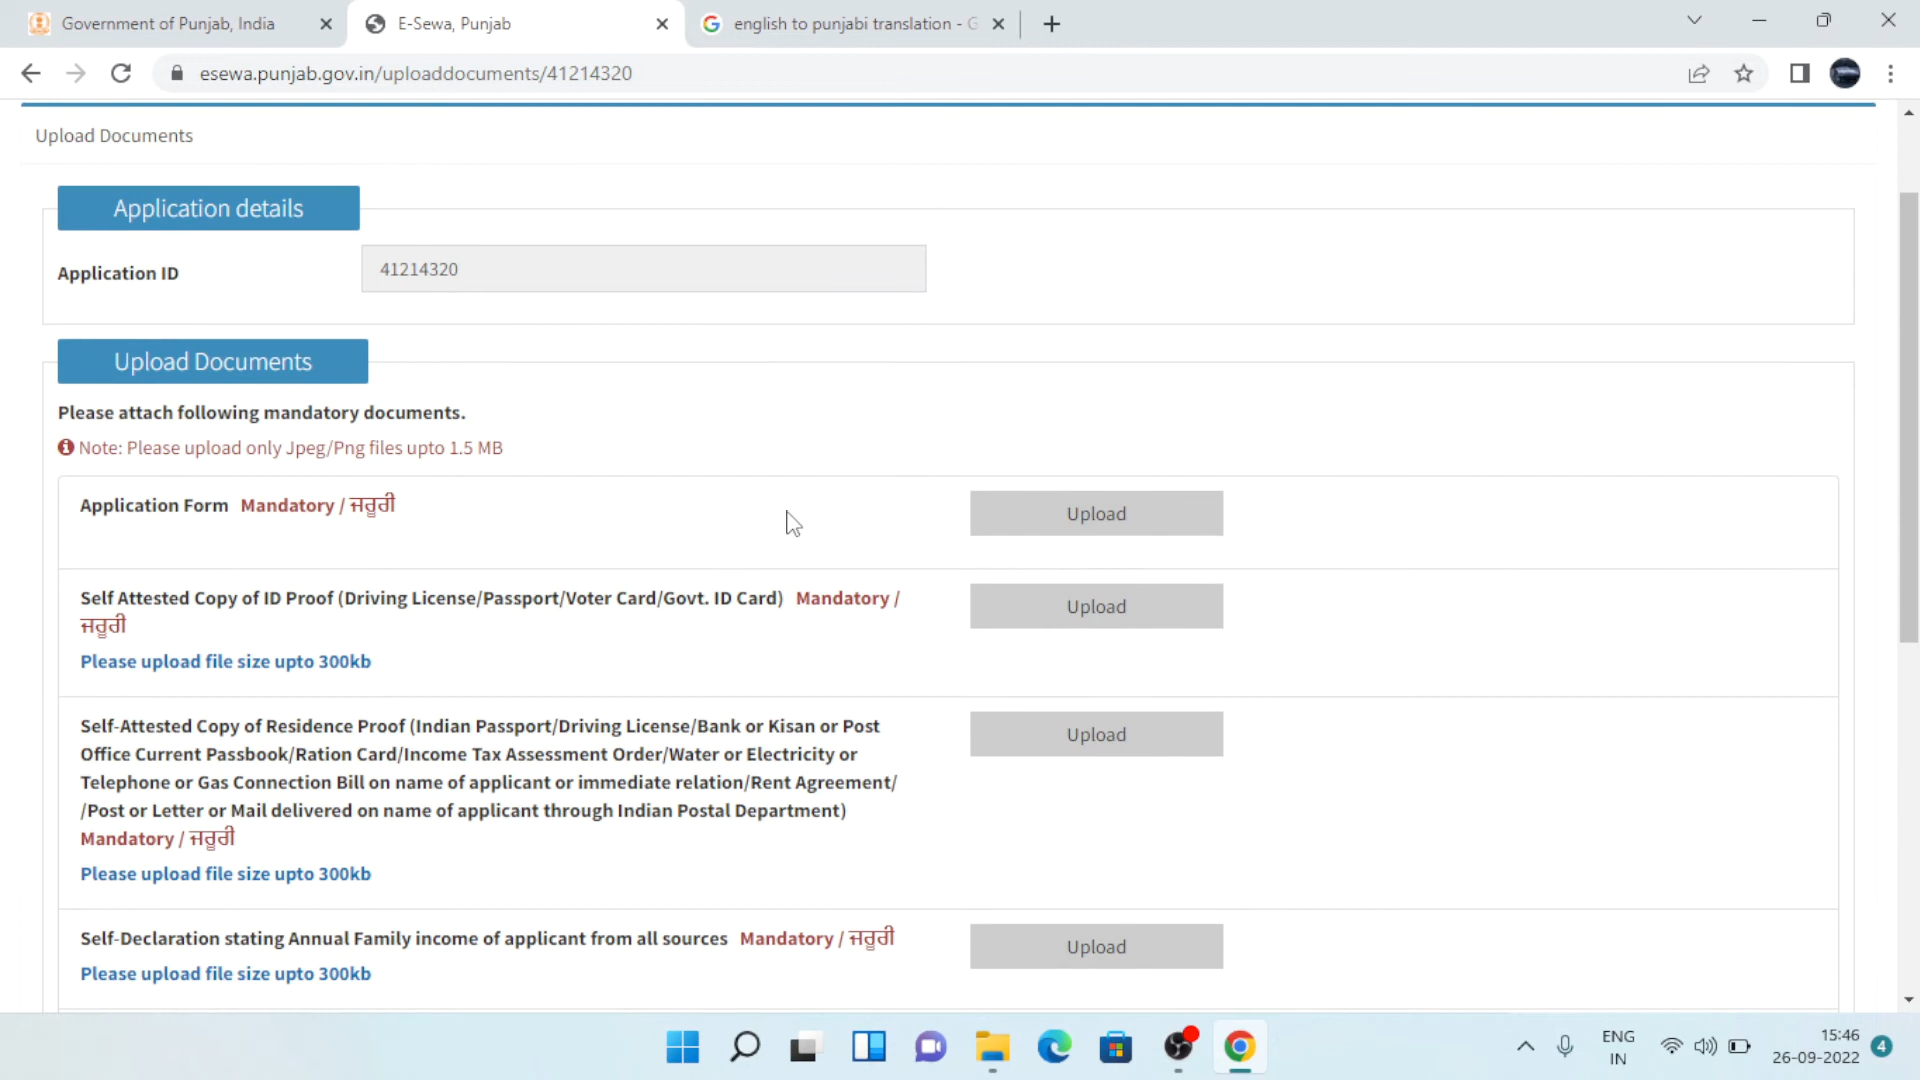 Government of Punjab, India
E-Sewa, Punjab
english to punjabi translation - G
esewa.punjab.gov.in/uploaddocuments/41214320
Upload Documents
Application details
Application ID
41214320
Upload Documents
Please attach following mandatory documents.
Note: Please upload only Jpeg/Png files upto 1.5 MB
Application Form Mandatory / ਜਰੂਰੀ
Upload
Self Attested Copy of ID Proof (Driving License/Passport/Voter Card/Govt. ID Card) Mandatory /
ਜਰੂਰੀ
Upload
Please upload file size upto 300kb
Self-Attested Copy of Residence Proof (Indian Passport/Driving License/Bank or Kisan or Post
Office Current Passbook/Ration Card/Income Tax Assessment Order/Water or Electricity or
Telephone or Gas Connection Bill on name of applicant or immediate relation/Rent Agreement/
/Post or Letter or Mail delivered on name of applicant through Indian Postal Department)
Mandatory / ਜਰੂਰੀ
Upload
Please upload file size upto 300kb
Self-Declaration stating Annual Family income of applicant from all sources Mandatory / ਜਰੂਰੀ
Upload
Please upload file size upto 300kb
ENG
IN
15:46
26-09-2022
4